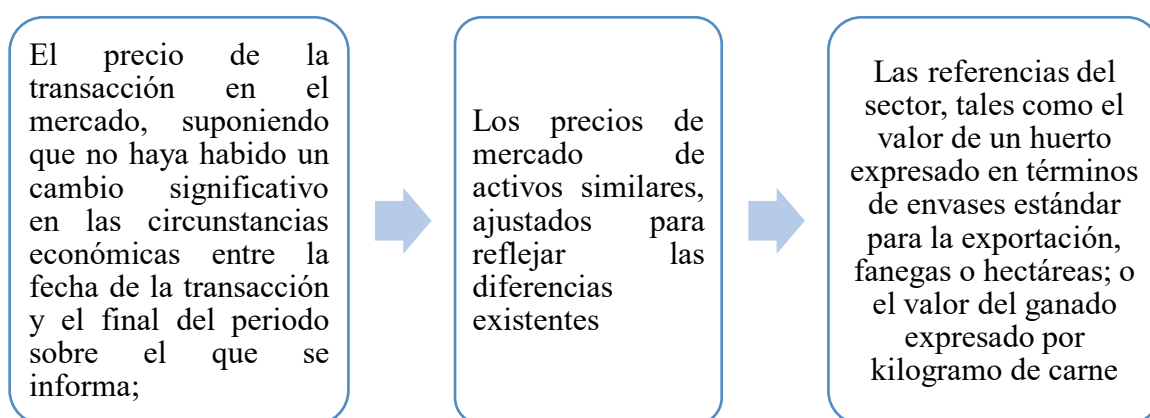 El precio de la
transacción en el
mercado, suponiendo
que no haya habido un
cambio significativo
en las circunstancias
económicas entre la
fecha de la transacción
y el final del periodo
sobre el que se
informa;
Los precios de
mercado de
activos similares,
ajustados para
reflejar las
diferencias
existentes
Las referencias del
sector, tales como el
valor de un huerto
expresado en términos
de envases estándar
para la exportación,
fanegas o hectáreas; o
el valor del ganado
expresado por
kilogramo de carne